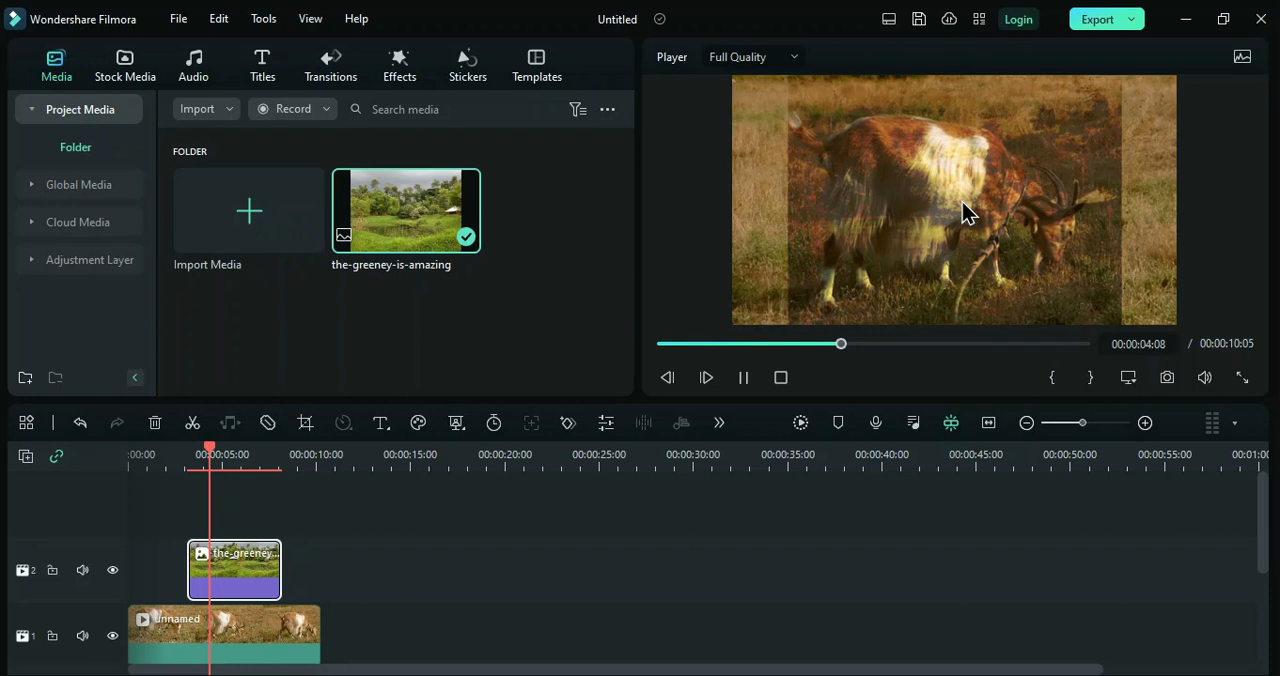 Wondershare Filmora File Edit Tools View Help Untitled Login Export
Media Stock Media Audio Titles Transitions Effects Stickers Templates
Player Full Quality
Project Media Import Record Search media
Folder FOLDER
Global Media
Cloud Media
Adjustment Layer
Import Media the-greeney-is-amazing
00:00:04:08 / 00:00:10:05
:00:00 00:00:05:00 00:00:10:00 00:00:15:00 00:00:20:00 00:00:25:00 00:00:30:00 00:00:35:00 00:00:40:00 00:00:45:00 00:00:50:00 00:00:55:00 00:01:0
2 the-greeney...
1 unnamed